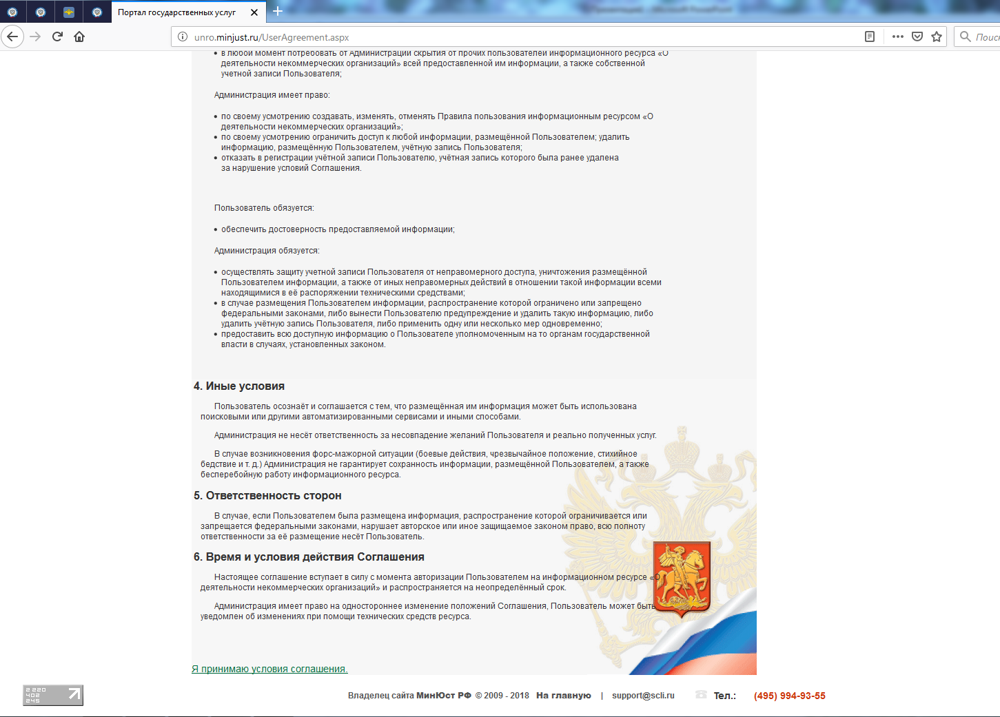 Портал государственных услуг
unro.minjust.ru/UserAgreement.aspx
Поис
в любой момент потребовать от Администрации скрытия от прочих пользователей информационного ресурса «О
деятельности некоммерческих организаций» всей предоставленной им информации, а также собственной
учетной записи Пользователя;
Администрация имеет право:
по своему усмотрению создавать, изменять, отменять Правила пользования информационным ресурсом «О
деятельности некоммерческих организаций»;
по своему усмотрению ограничить доступ к любой информации, размещённой Пользователем; удалить
информацию, размещённую Пользователем, учётную запись Пользователя;
отказать в регистрации учётной записи Пользователю, учётная запись которого была ранее удалена
за нарушение условий Соглашения.
Пользователь обязуется:
обеспечить достоверность предоставляемой информации;
Администрация обязуется:
осуществлять защиту учетной записи Пользователя от неправомерного доступа, уничтожения размещённой
Пользователем информации, а также от иных неправомерных действий в отношении такой информации всеми
находящимися в её распоряжении техническими средствами;
в случае размещения Пользователем информации, распространение которой ограничено или запрещено
федеральными законами, либо вынести Пользователю предупреждение и удалить такую информацию, либо
удалить учётную запись Пользователя, либо применить одну или несколько мер одновременно;
предоставить всю доступную информацию о Пользователе уполномоченным на то органам государственной
власти в случаях, установленных законом.
4. Иные условия
Пользователь осознаёт и соглашается с тем, что размещённая им информация может быть использована
поисковыми или другими автоматизированными сервисами и иными способами.
Администрация не несёт ответственность за несовпадение желаний Пользователя и реально полученных услуг.
В случае возникновения форс-мажорной ситуации (боевые действия, чрезвычайное положение, стихийное
бедствие и т. д.) Администрация не гарантирует сохранность информации, размещённой Пользователем, а также
бесперебойную работу информационного ресурса.
5. Ответственность сторон
В случае, если Пользователем была размещена информация, распространение которой ограничивается или
запрещается федеральными законами, нарушает авторское или иное защищаемое законом право, всю полноту
ответственности за её размещение несёт Пользователь.
6. Время и условия действия Соглашения
Настоящее соглашение вступает в силу с момента авторизации Пользователем на информационном ресурсе «О
деятельности некоммерческих организаций» и распространяется на неопределённый срок.
Администрация имеет право на одностороннее изменение положений Соглашения, Пользователь может быть
уведомлен об изменениях при помощи технических средств ресурса.
Я принимаю условия соглашения.
2 220
402
245
Владелец сайта МинЮст РФ © 2009 - 2018 На главную | support@scli.ru Тел.: (495) 994-93-55